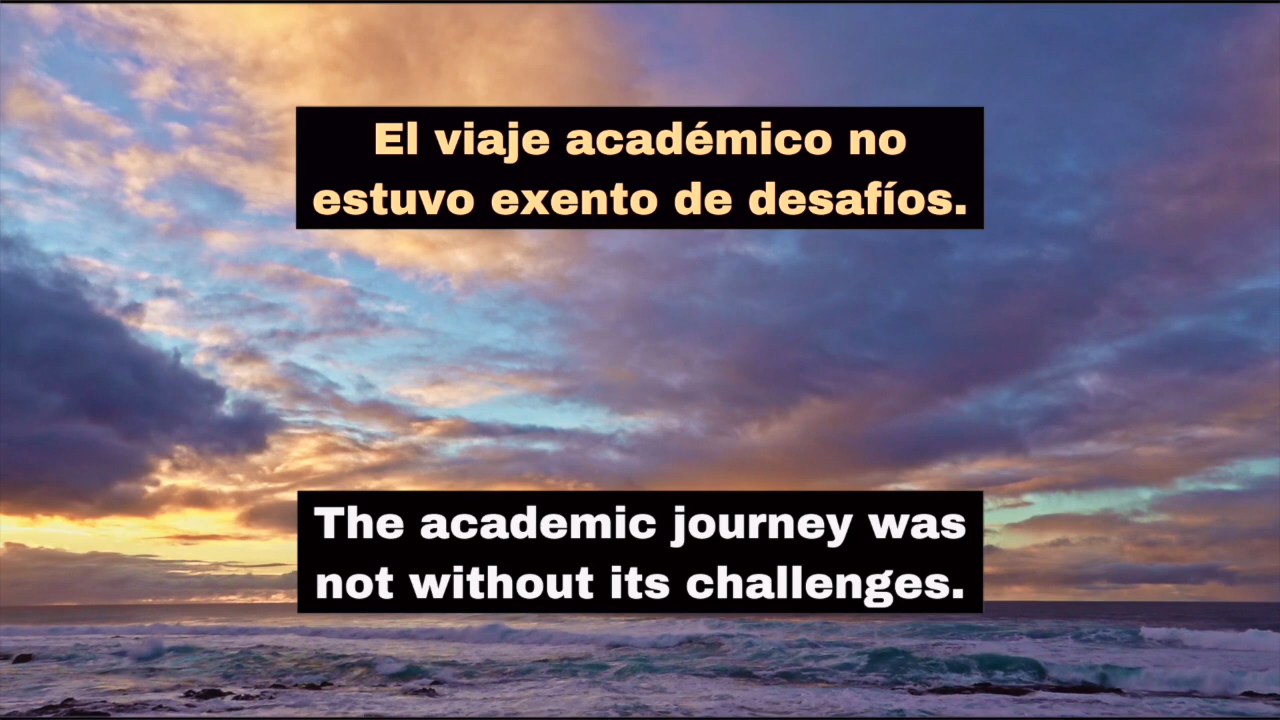 El viaje académico no
estuvo exento de desafíos.
The academic journey was
not without its challenges.